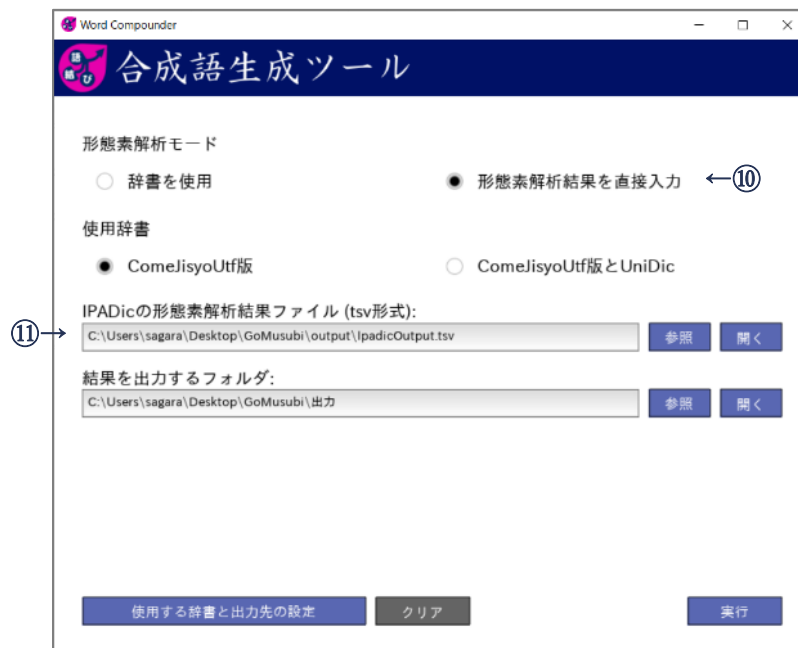 Word Compounder
語結び 合成語生成ツール
形態素解析モード
辞書を使用 形態素解析結果を直接入力 ←⑩
使用辞書
ComeJisyoUtf版 ComeJisyoUtf版とUniDic
IPADicの形態素解析結果ファイル (tsv形式):
⑪→ C:\Users\sagara\Desktop\GoMusubi\output\IpadicOutput.tsv 参照 開く
結果を出力するフォルダ:
C:\Users\sagara\Desktop\GoMusubi\出力 参照 開く
使用する辞書と出力先の設定 クリア 実行